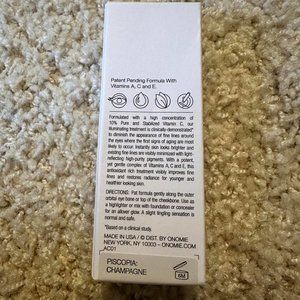 Patent Pending Formula With
Vitamins A, C and E.
Formulated with a high concentration of
10% Pure and Stabilized Vitamin C, our
illuminating treatment is clinically demonstrated*
to diminish the appearance of fine lines around
the eyes where the first signs of aging are most
likely to occur. Instantly skin looks brighter and
existing fine lines are visibly minimized with light-
reflecting high-purity pigments. With a potent,
yet gentle complex of Vitamins A, C and E, this
antioxidant rich treatment visibly improves fine
lines and restores radiance for younger and
healthier looking skin.
DIRECTIONS: Pat formula gently along the outer
orbital eye bone or top of the cheekbone. Use as
a highlighter or mix with foundation or concealer
for an allover glow. A slight tingling sensation is
normal and safe.
*Based on a clinical study.
MADE IN USA / © DIST. BY ONOMIE
NEW YORK, NY 10003 – ONOMIE.COM
AC01
PISCOPIA:
CHAMPAGNE
6M